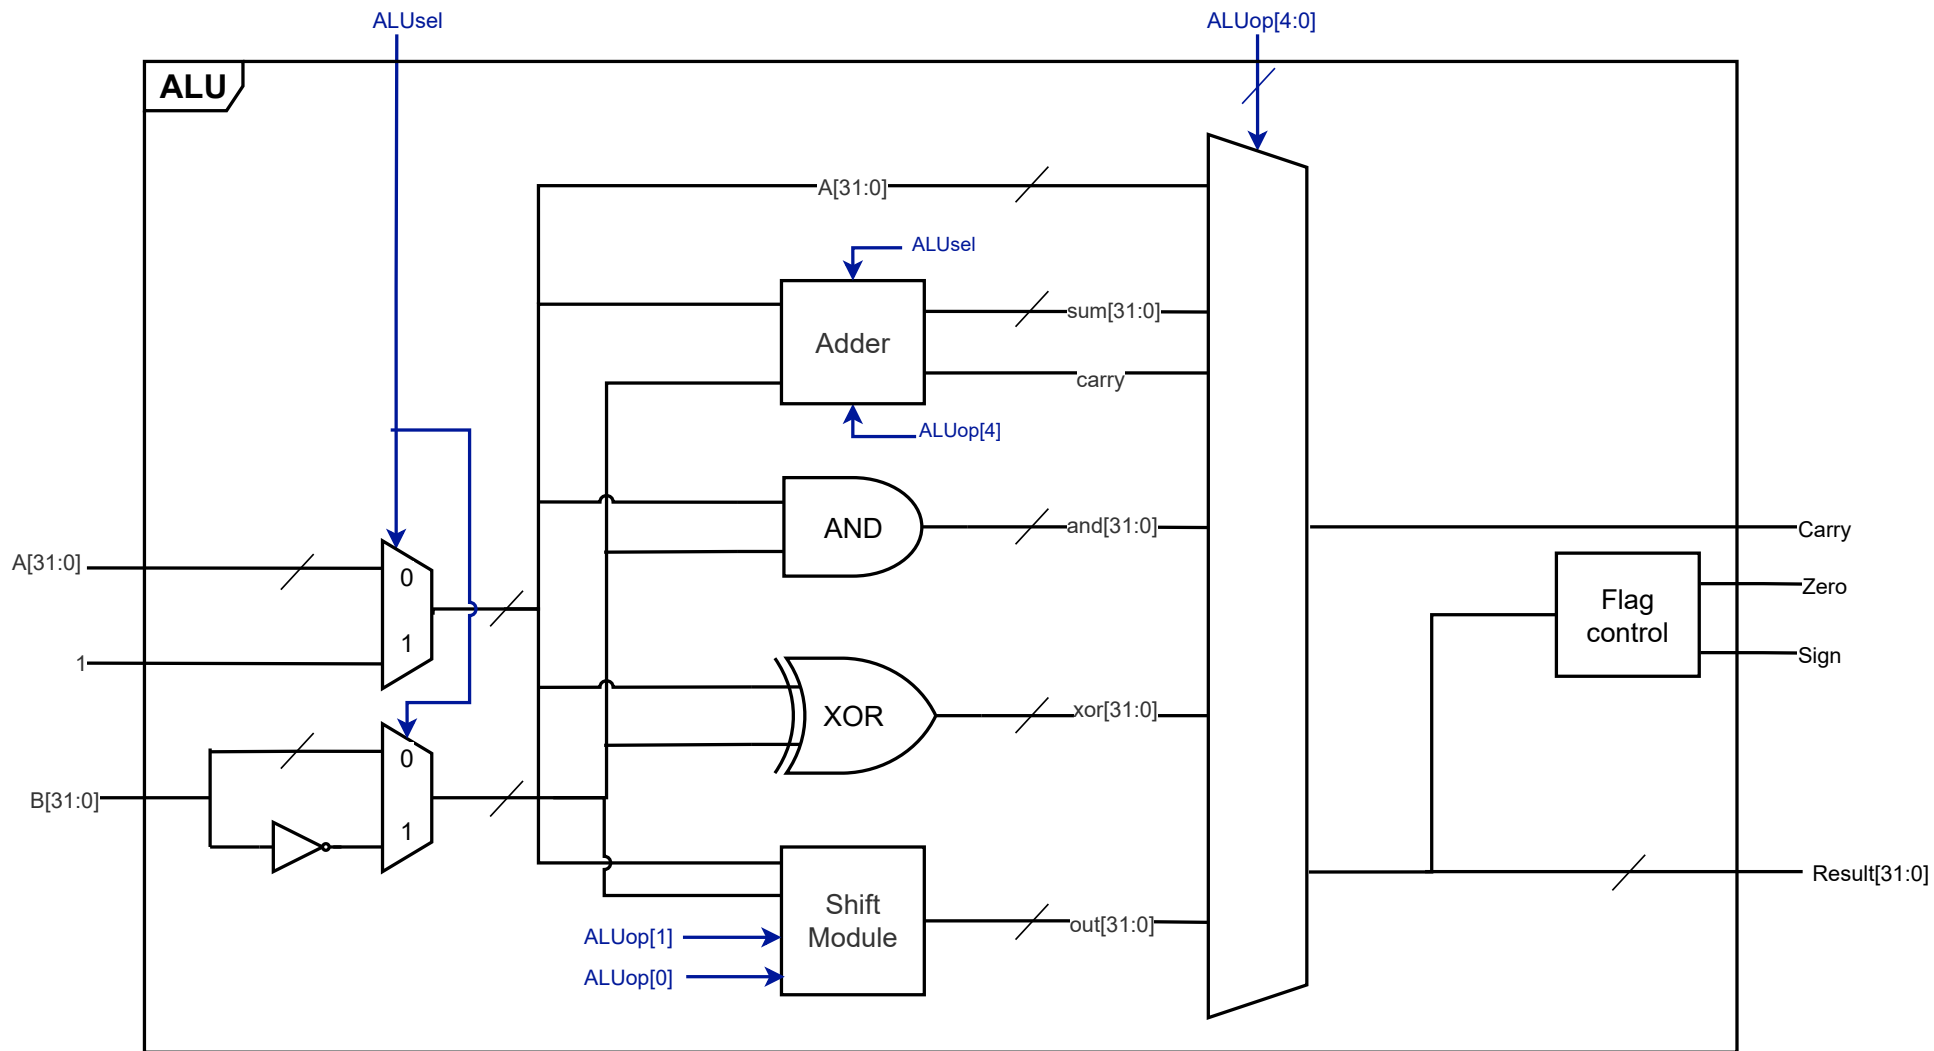 ALUsel
ALUop[4:0]
ALU
A[31:0]
ALUsel
Adder
sum[31:0]
carry
ALUop[4]
AND
and[31:0]
Carry
A[31:0]
0
1
1
Flag
control
Zero
Sign
XOR
xor[31:0]
B[31:0]
0
1
Shift
Module
ALUop[1]
ALUop[0]
out[31:0]
Result[31:0]